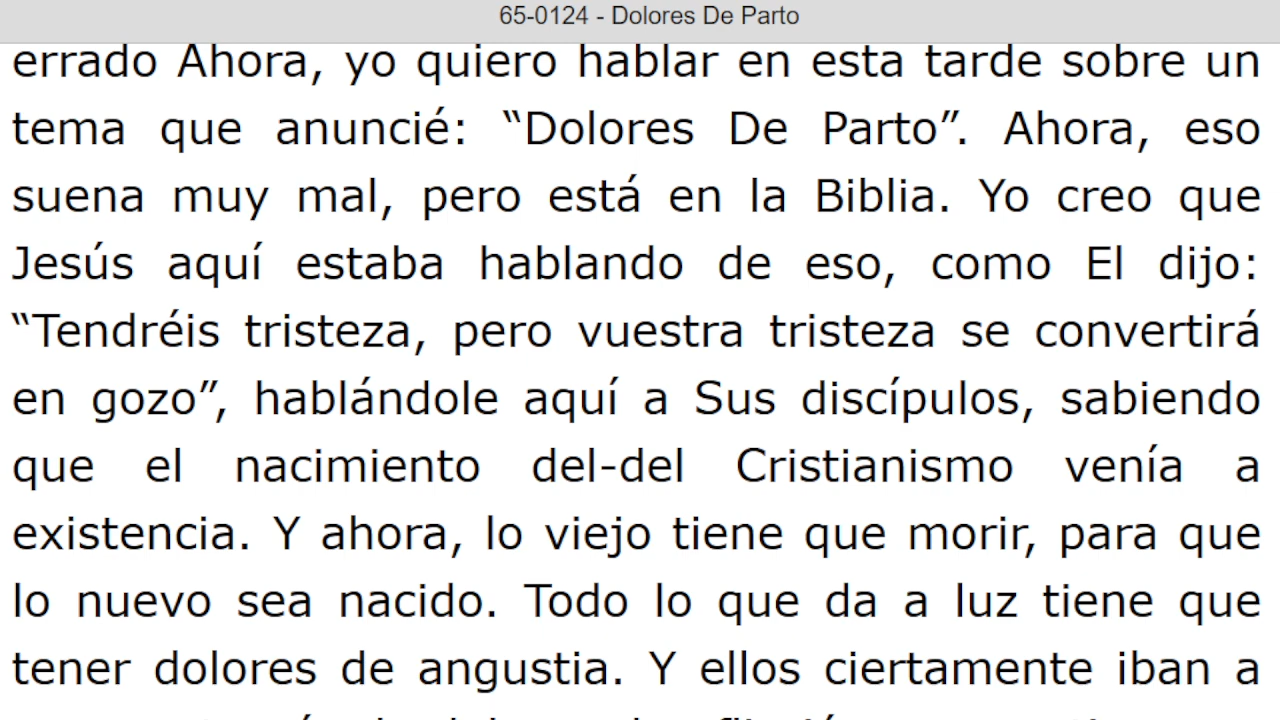 65-0124 - Dolores De Parto
errado Ahora, yo quiero hablar en esta tarde sobre un
tema que anuncié: “Dolores De Parto”. Ahora, eso
suena muy mal, pero está en la Biblia. Yo creo que
Jesús aquí estaba hablando de eso, como El dijo:
“Tendréis tristeza, pero vuestra tristeza se convertirá
en gozo”, hablándole aquí a Sus discípulos, sabiendo
que el nacimiento del-del Cristianismo venía a
existencia. Y ahora, lo viejo tiene que morir, para que
lo nuevo sea nacido. Todo lo que da a luz tiene que
tener dolores de angustia. Y ellos ciertamente iban a